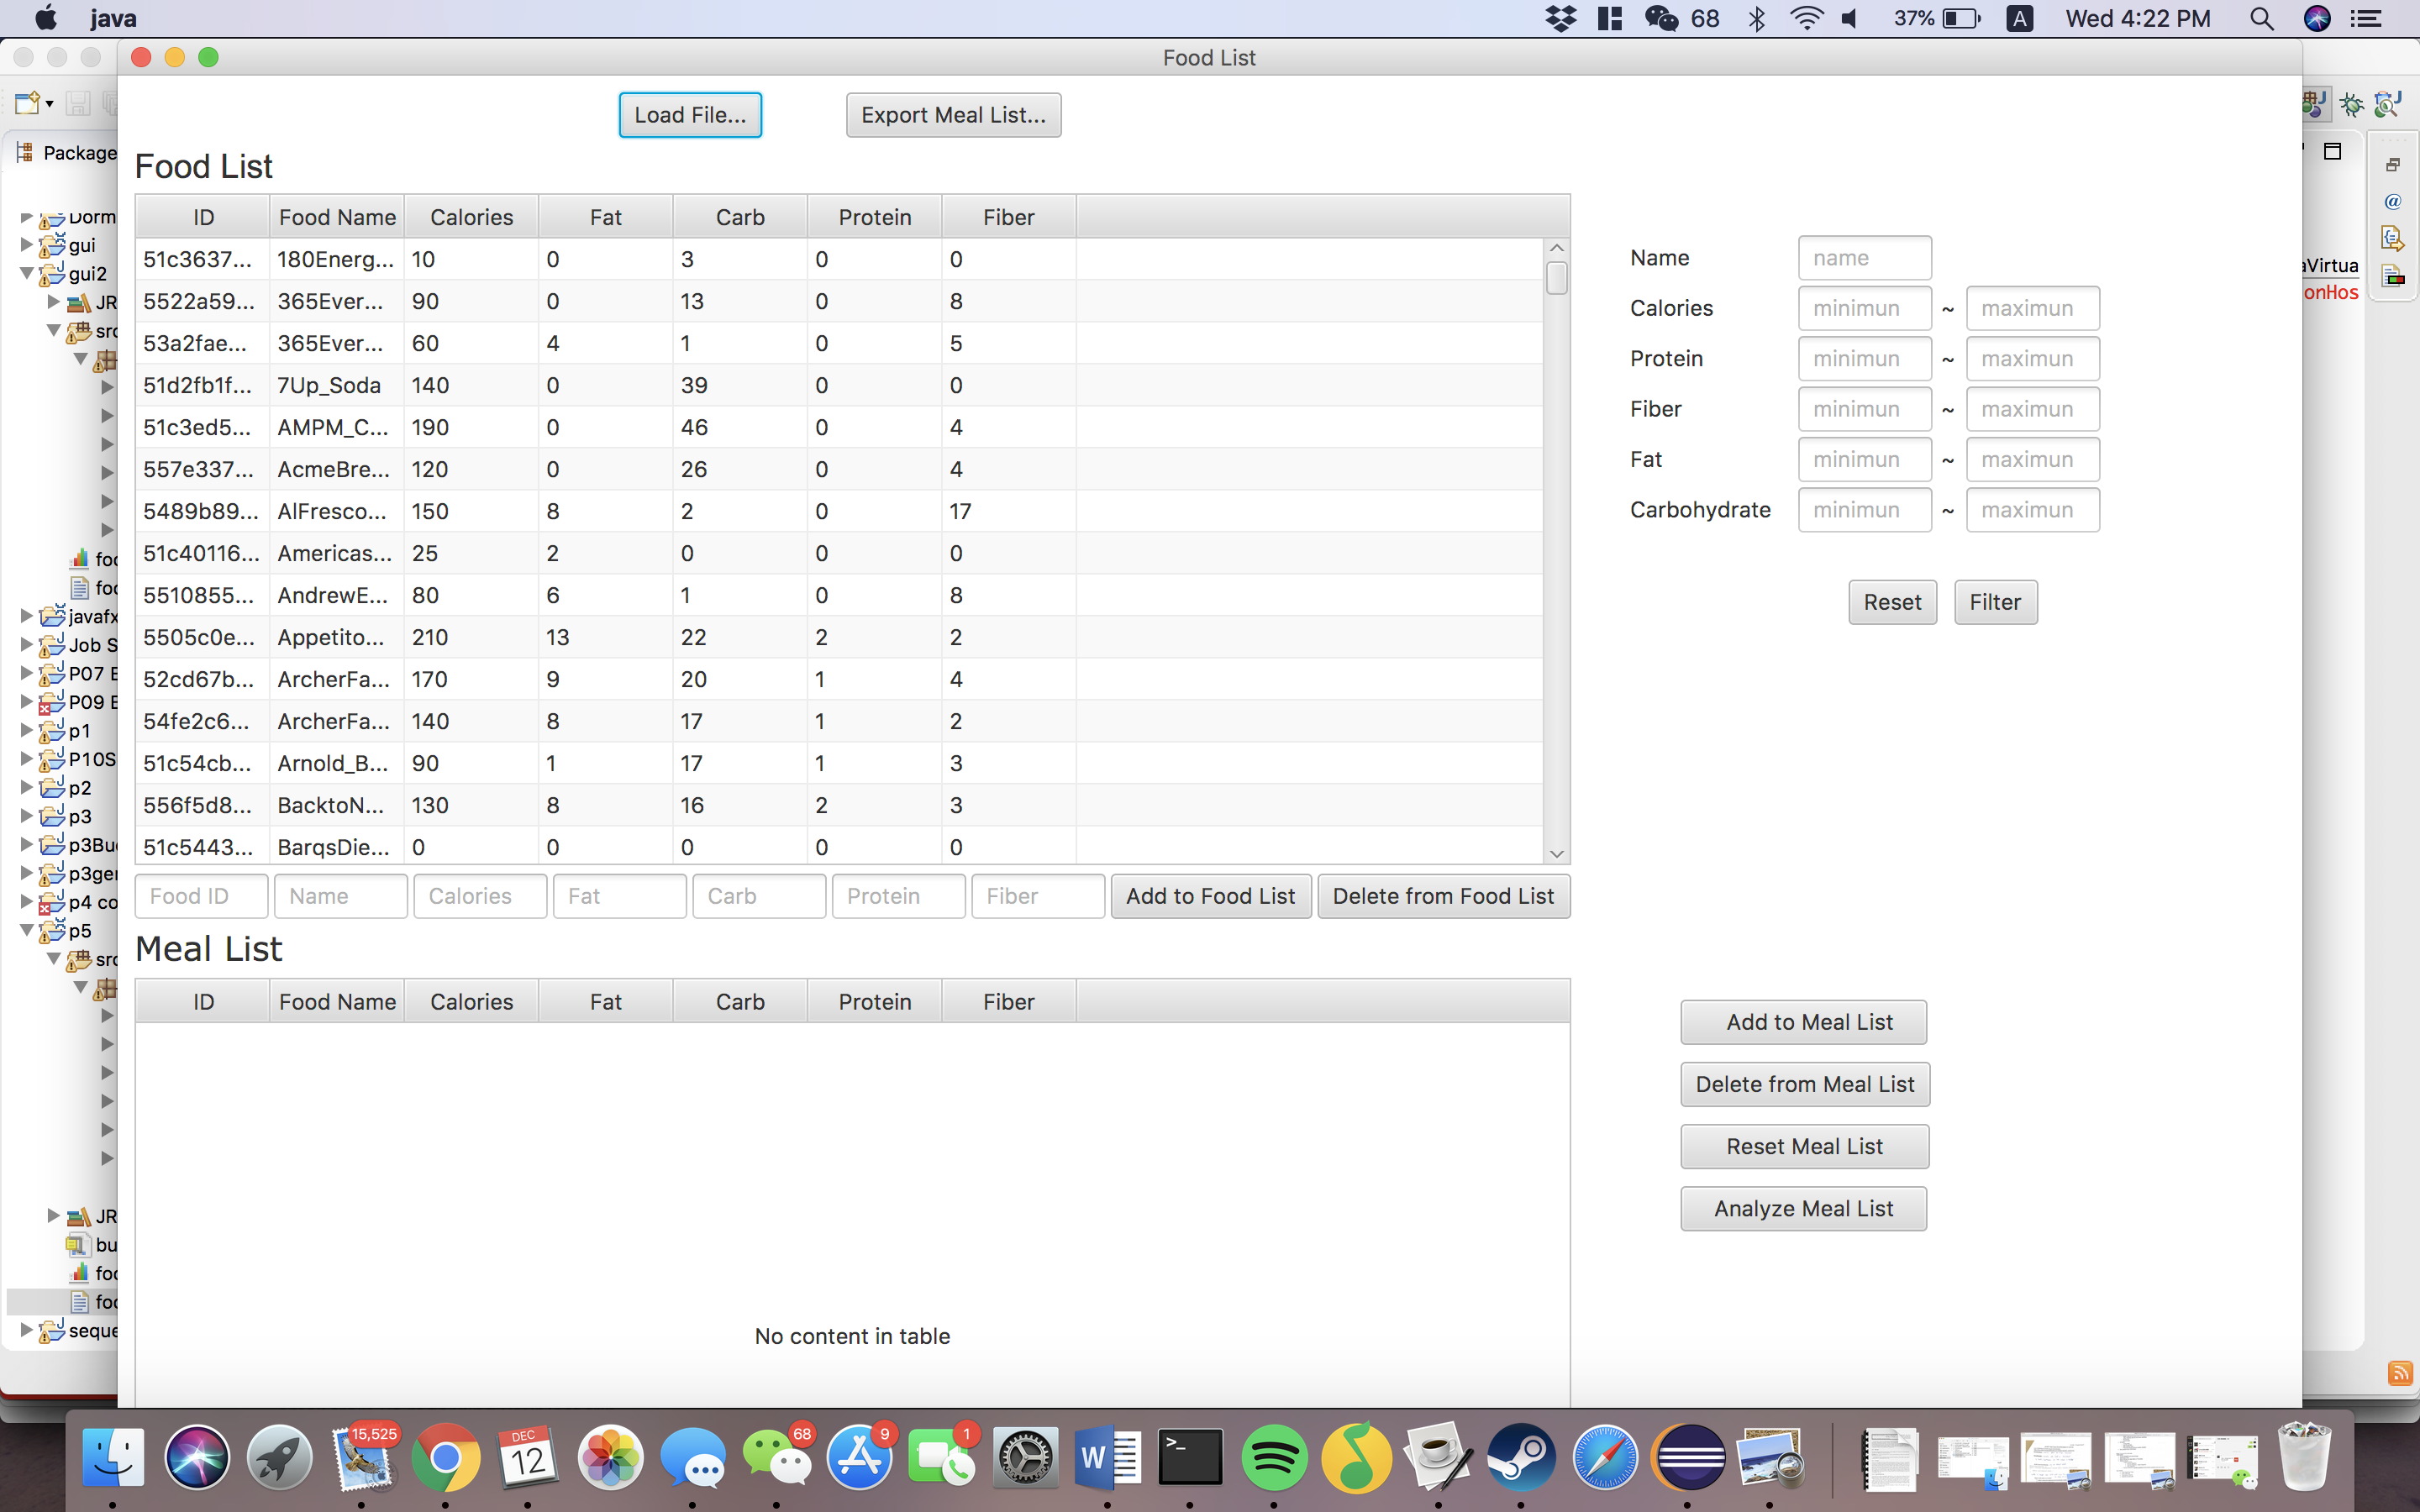 java 68 37% A Wed 4:22 PM
Food List
Load File... Export Meal List...
Package
Food List
ID Food Name Calories Fat Carb Protein Fiber
51c3637... 180Energ... 10 0 3 0 0
5522a59... 365Ever... 90 0 13 0 8
53a2fae... 365Ever... 60 4 1 0 5
51d2fb1f... 7Up_Soda 140 0 39 0 0
51c3ed5... AMPM_C... 190 0 46 0 4
557e337... AcmeBre... 120 0 26 0 4
5489b89... AlFresco... 150 8 2 0 17
51c40116... Americas... 25 2 0 0 0
5510855... AndrewE... 80 6 1 0 8
5505c0e... Appetito... 210 13 22 2 2
52cd67b... ArcherFa... 170 9 20 1 4
54fe2c6... ArcherFa... 140 8 17 1 2
51c54cb... Arnold_B... 90 1 17 1 3
556f5d8... BacktoN... 130 8 16 2 3
51c5443... BarqsDie... 0 0 0 0 0
Food ID Name Calories Fat Carb Protein Fiber Add to Food List Delete from Food List
Name name
Calories minimun ~ maximun
Protein minimun ~ maximun
Fiber minimun ~ maximun
Fat minimun ~ maximun
Carbohydrate minimun ~ maximun
Reset Filter
Meal List
ID Food Name Calories Fat Carb Protein Fiber
No content in table
Add to Meal List
Delete from Meal List
Reset Meal List
Analyze Meal List
Dorm
gui
gui2
JR
src
foo
foo
javafx
Job S
P07 E
P09 E
p1
P10S
p2
p3
p3Bu
p3ger
p4 co
p5
src
JR
bu
foo
foo
seque
aVirtua
onHos
15,525 DEC 12 68 9 1
W
>_